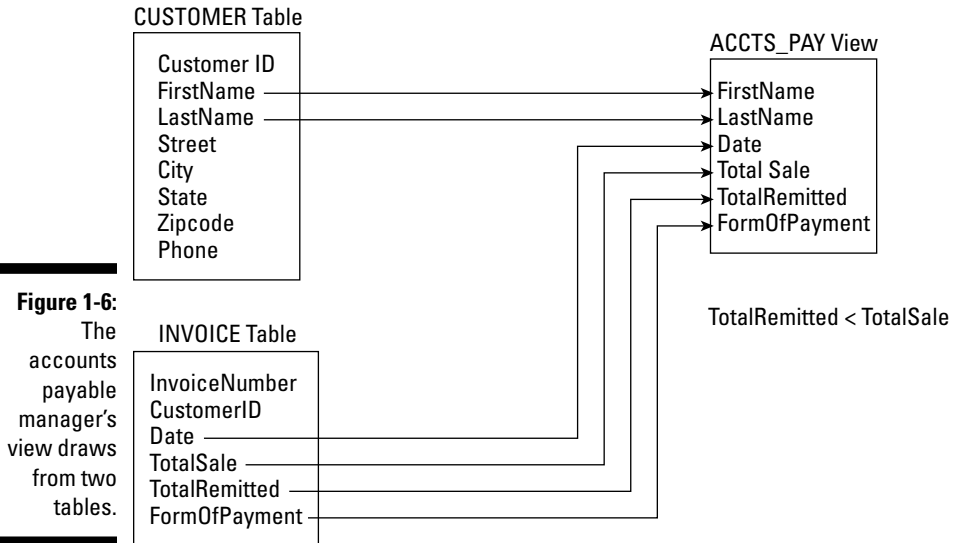 CUSTOMER Table
Customer ID
FirstName
LastName
Street
City
State
Zipcode
Phone
ACCTS_PAY View
FirstName
LastName
Date
Total Sale
TotalRemitted
FormOfPayment
TotalRemitted < TotalSale
Figure 1-6:
The
accounts
payable
manager’s
view draws
from two
tables.
INVOICE Table
InvoiceNumber
CustomerID
Date
TotalSale
TotalRemitted
FormOfPayment